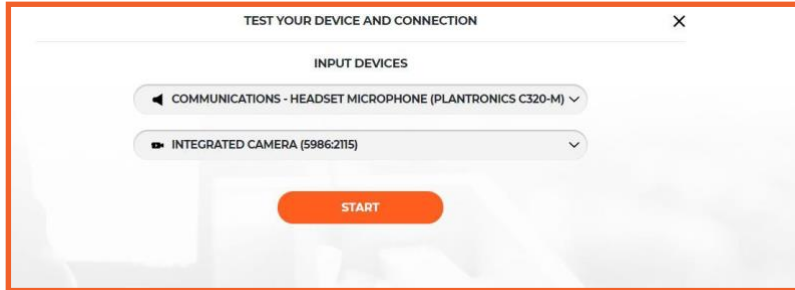 TEST YOUR DEVICE AND CONNECTION
INPUT DEVICES
COMMUNICATIONS - HEADSET MICROPHONE (PLANTRONICS C320-M)
INTEGRATED CAMERA (5986:2115)
START